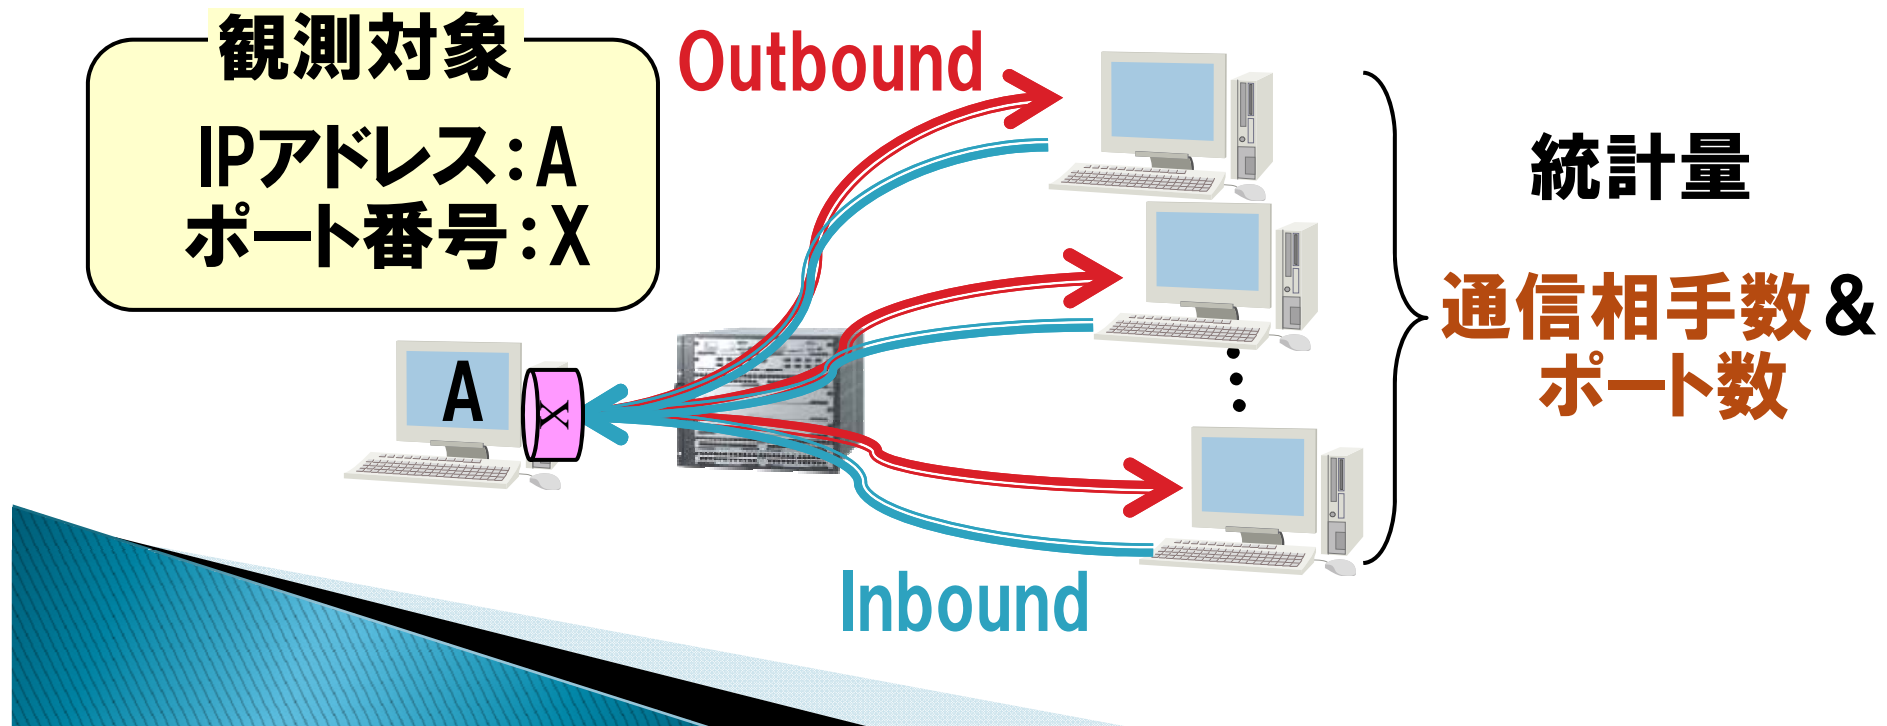 観測対象
IPアドレス:A
ポート番号:X
Outbound
統計量
通信相手数&
ポート数
A
X
Inbound